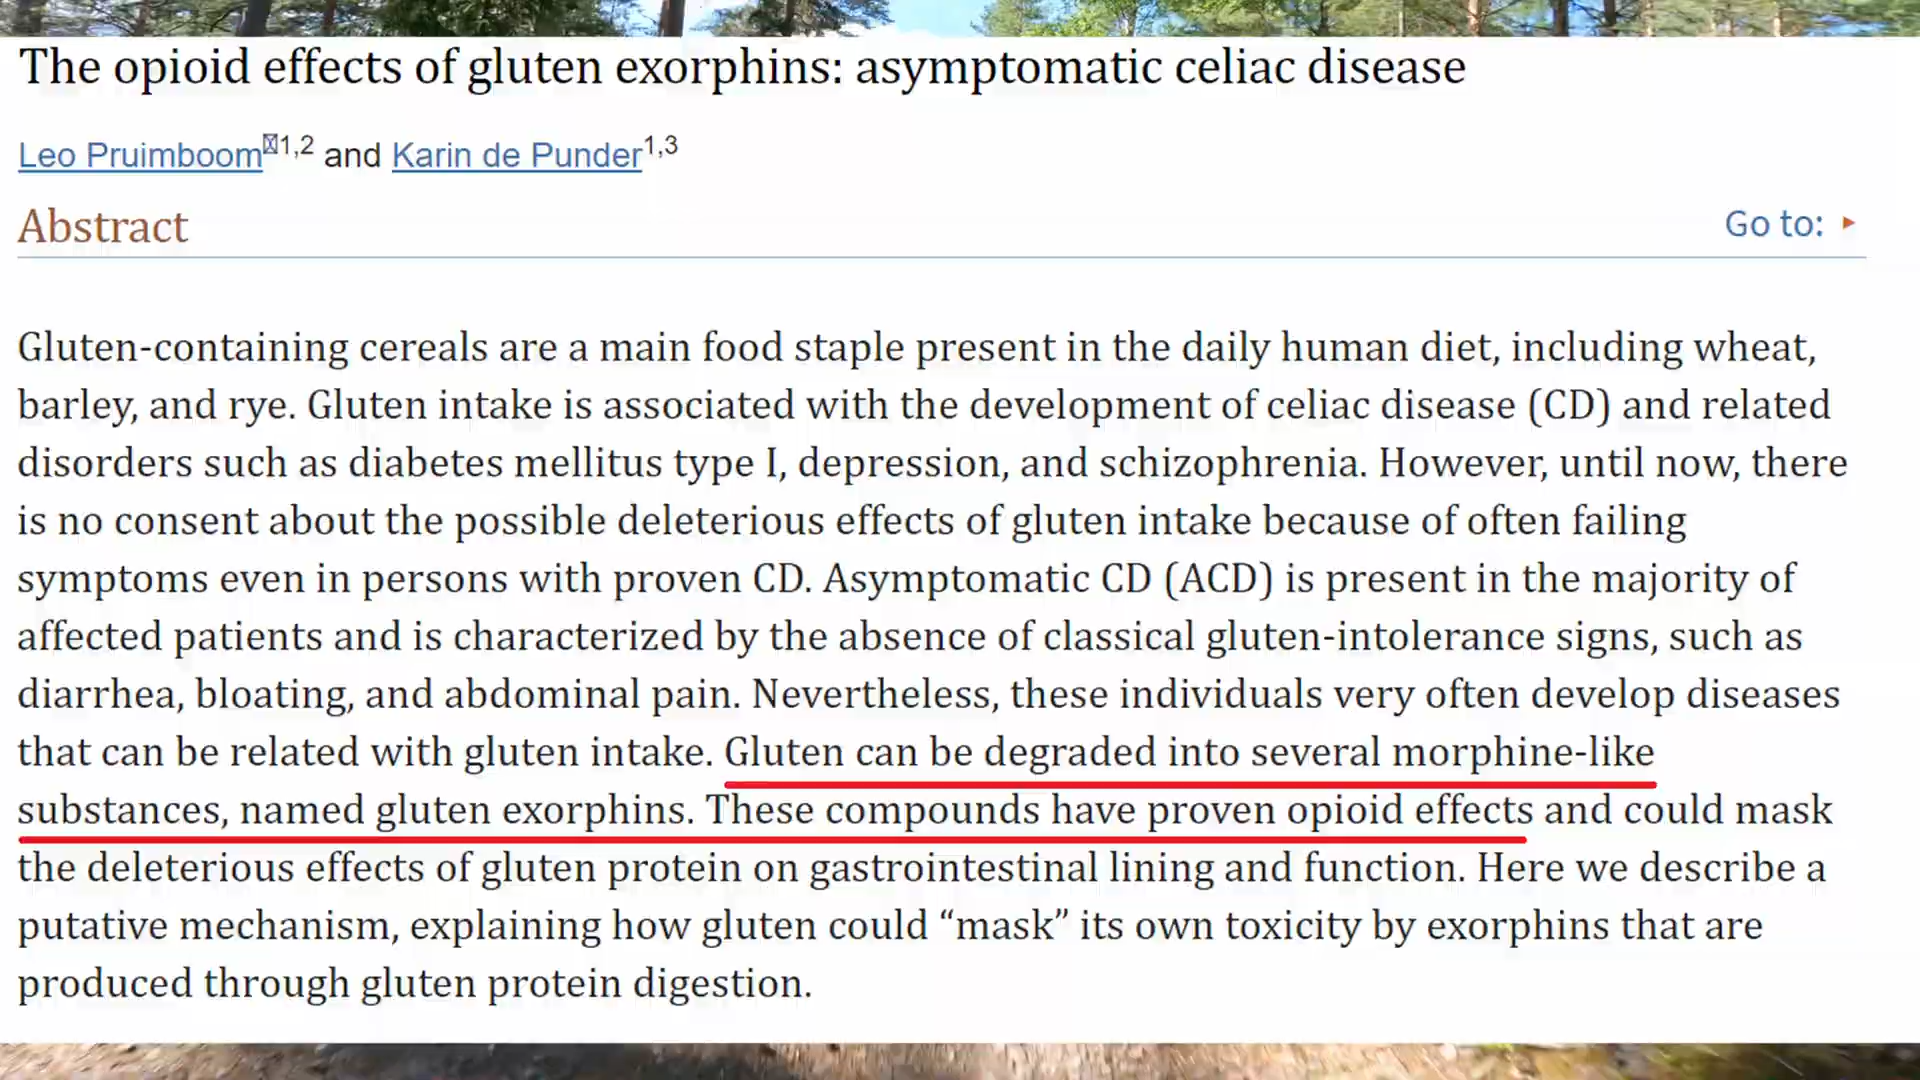 The opioid effects of gluten exorphins: asymptomatic celiac disease
Leo Pruimboom1,2 and Karin de Punder1,3
Abstract
Go to:
Gluten-containing cereals are a main food staple present in the daily human diet, including wheat,
barley, and rye. Gluten intake is associated with the development of celiac disease (CD) and related
disorders such as diabetes mellitus type I, depression, and schizophrenia. However, until now, there
is no consent about the possible deleterious effects of gluten intake because of often failing
symptoms even in persons with proven CD. Asymptomatic CD (ACD) is present in the majority of
affected patients and is characterized by the absence of classical gluten-intolerance signs, such as
diarrhea, bloating, and abdominal pain. Nevertheless, these individuals very often develop diseases
that can be related with gluten intake. Gluten can be degraded into several morphine-like
substances, named gluten exorphins. These compounds have proven opioid effects and could mask
the deleterious effects of gluten protein on gastrointestinal lining and function. Here we describe a
putative mechanism, explaining how gluten could “mask” its own toxicity by exorphins that are
produced through gluten protein digestion.